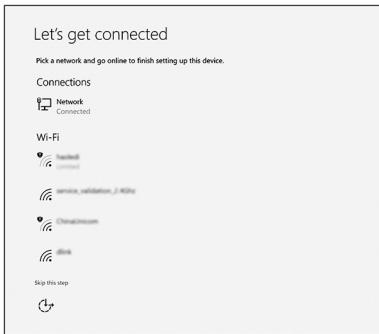 Let's get connected
Pick a network and go online to finish setting up this device.
Connections
Network
Connected
Wi-Fi
service_validation_2.4Ghz
ChinaUnicom
dlink
Skip this step